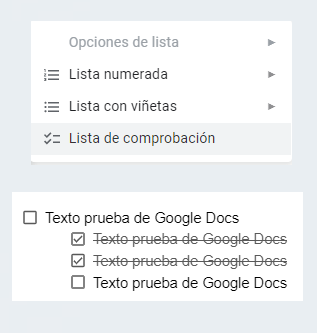 Opciones de lista
Lista numerada
Lista con viñetas
Lista de comprobación
Texto prueba de Google Docs
Texto prueba de Google Docs
Texto prueba de Google Docs
Texto prueba de Google Docs